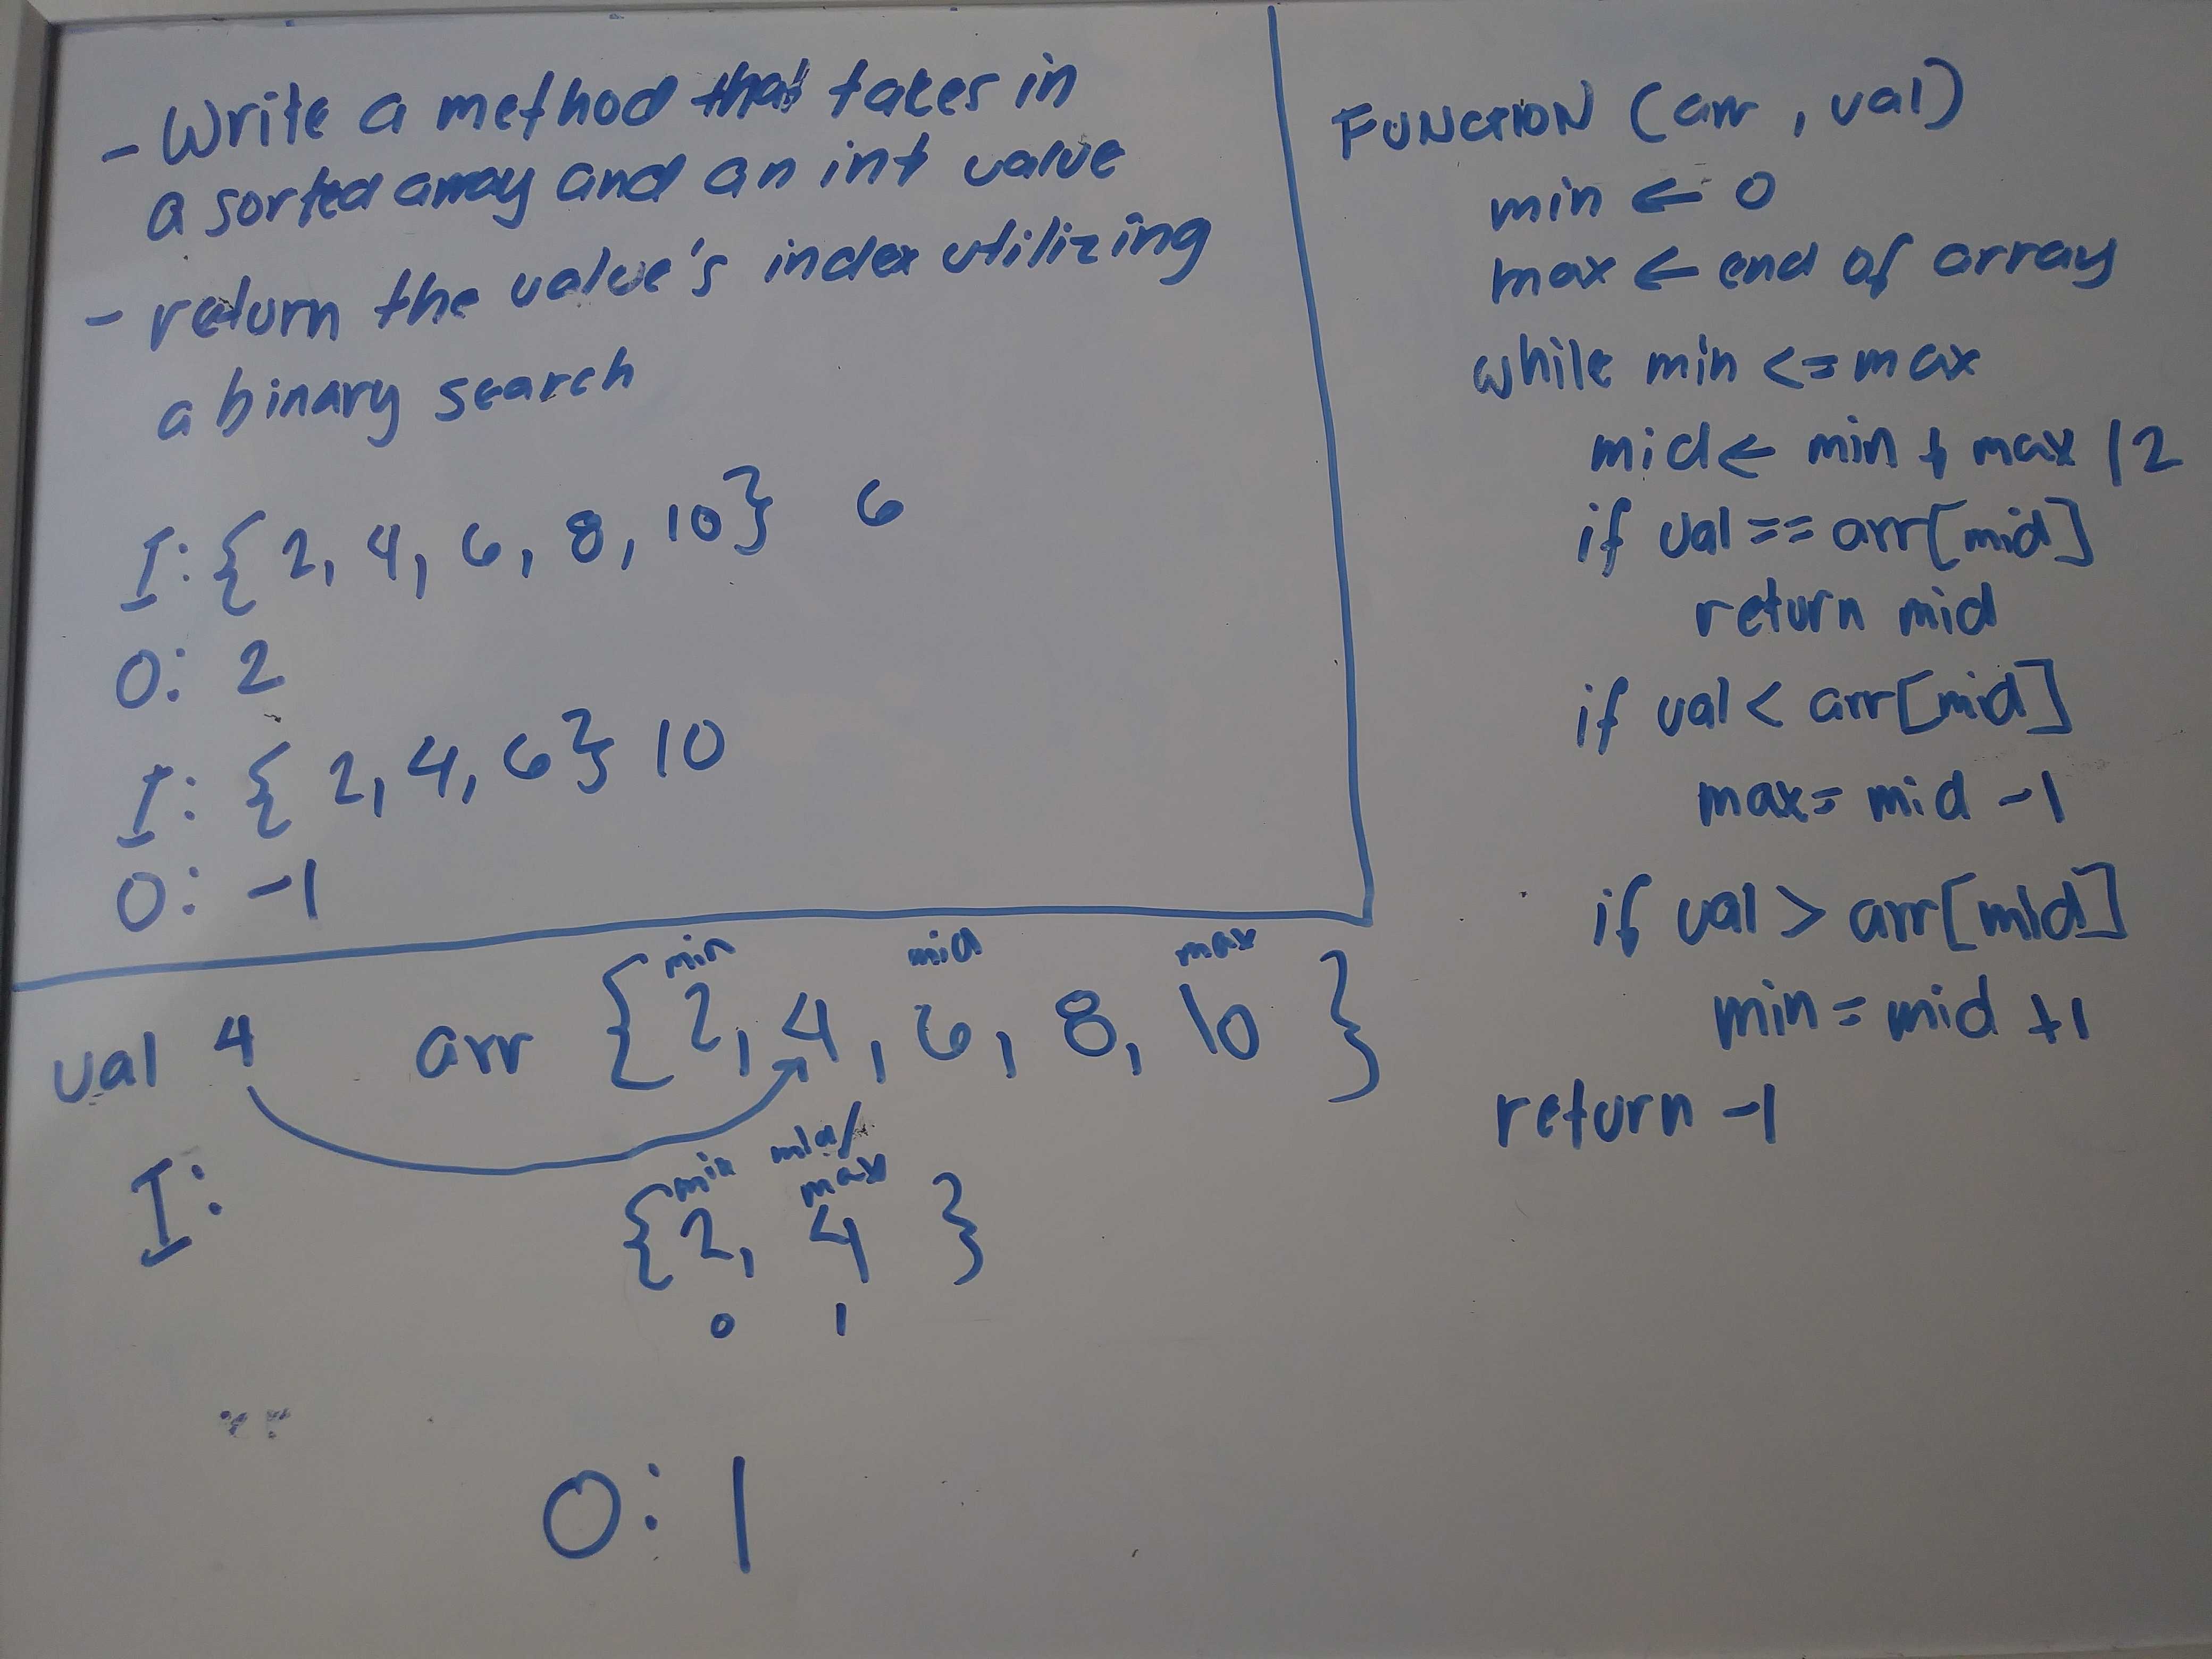 - Write a method that takes in
a sorted array and an int value
- return the value's index utilizing
a binary search
I: { 2, 4, 6, 8, 10} 6
O: 2
I: { 2, 4, 6} 10
O: -1
min mid max
val 4 arr { 2, 4, 6, 8, 10 }
mid/
min max
I: { 2, 4 }
0 1
O: 1
FUNCTION (arr, val)
min ← 0
max ← end of array
while min <= max
mid ← min + max / 2
if val == arr[mid]
return mid
if val < arr[mid]
max = mid -1
if val > arr[mid]
min = mid +1
return -1